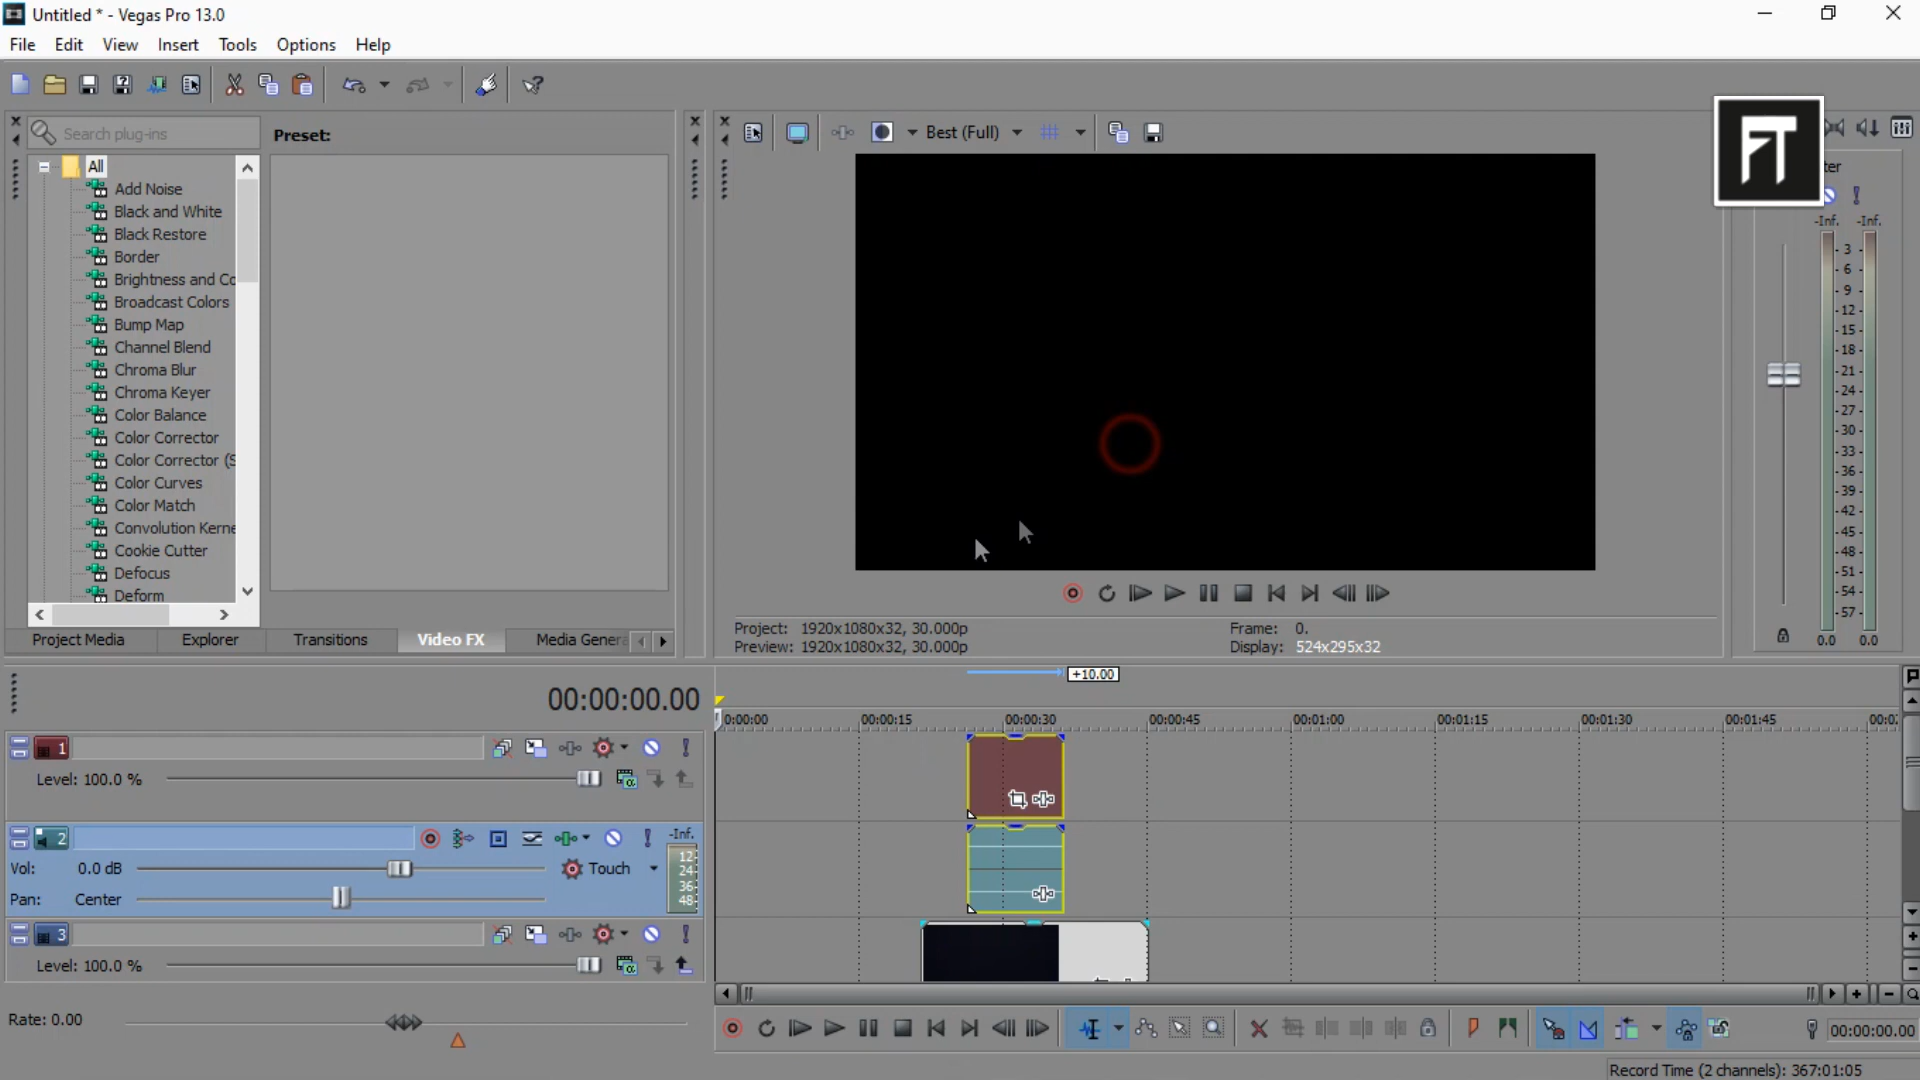 Untitled * - Vegas Pro 13.0
File Edit View Insert Tools Options Help
Search plug-ins
Preset:
Best (Full)
FT
All
Add Noise
Black and White
Black Restore
Border
Brightness and Co
Broadcast Colors
Bump Map
Channel Blend
Chroma Blur
Chroma Keyer
Color Balance
Color Corrector
Color Corrector (S
Color Curves
Color Match
Convolution Kerne
Cookie Cutter
Defocus
Deform
Project Media Explorer Transitions Video FX Media Genera
Project: 1920x1080x32, 30.000p
Preview: 1920x1080x32, 30.000p
Frame: 0.
Display: 524x295x32
ter
-Inf. -Inf.
3
6
9
12
15
18
21
24
27
30
33
36
39
42
45
48
51
54
57
0.0 0.0
00:00:00.00
+10.00
0:00:00 00:00:15 00:00:30 00:00:45 00:01:00 00:01:15 00:01:30 00:01:45 00:0
1
Level: 100.0 %
2
-Inf.
Vol: 0.0 dB Touch
Pan: Center
12
24
36
48
3
Level: 100.0 %
Rate: 0.00
00:00:00.00
Record Time (2 channels): 367:01:05